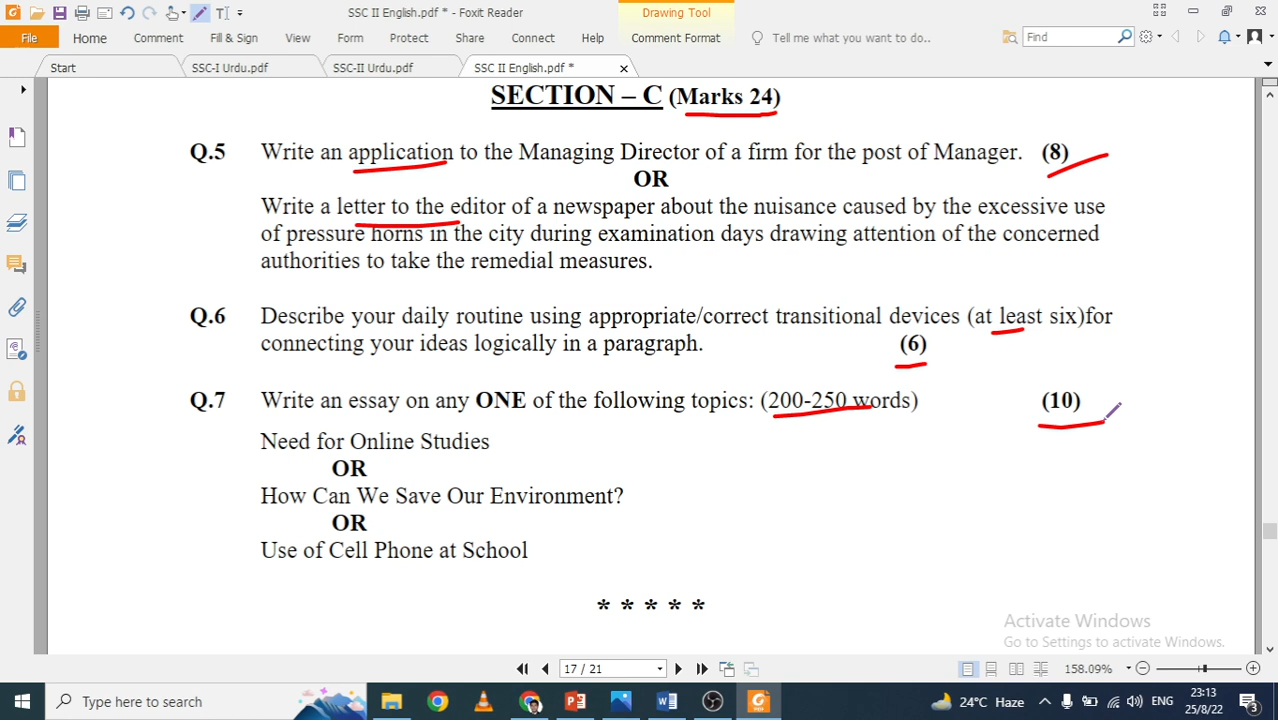 SSC II English.pdf * - Foxit Reader
Drawing Tool
File Home Comment Fill & Sign View Form Protect Share Connect Help Comment Format Tell me what you want to do.. Find
Start SSC-I Urdu.pdf SSC-II Urdu.pdf SSC II English.pdf *
SECTION – C (Marks 24)
Q.5 Write an application to the Managing Director of a firm for the post of Manager. (8)
OR
Write a letter to the editor of a newspaper about the nuisance caused by the excessive use
of pressure horns in the city during examination days drawing attention of the concerned
authorities to take the remedial measures.
Q.6 Describe your daily routine using appropriate/correct transitional devices (at least six)for
connecting your ideas logically in a paragraph. (6)
Q.7 Write an essay on any ONE of the following topics: (200-250 words) (10)
Need for Online Studies
OR
How Can We Save Our Environment?
OR
Use of Cell Phone at School
* * * * *
Activate Windows
Go to Settings to activate Windows.
17 / 21 158.09%
Type here to search 24°C Haze ENG 23:13
25/8/22 3